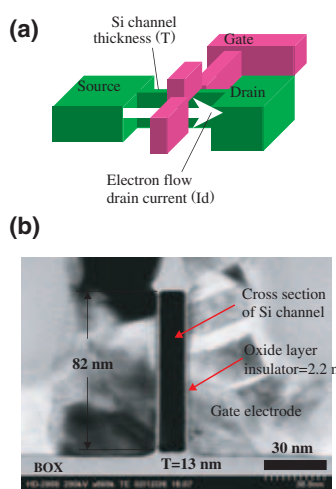 (a)
Si channel
thickness (T)
Gate
Source
Drain
Electron flow
drain current (Id)
(b)
Cross section
of Si channel
82 nm
Oxide layer
insulator=2.2 n
Gate electrode
30 nm
T=13 nm
BOX